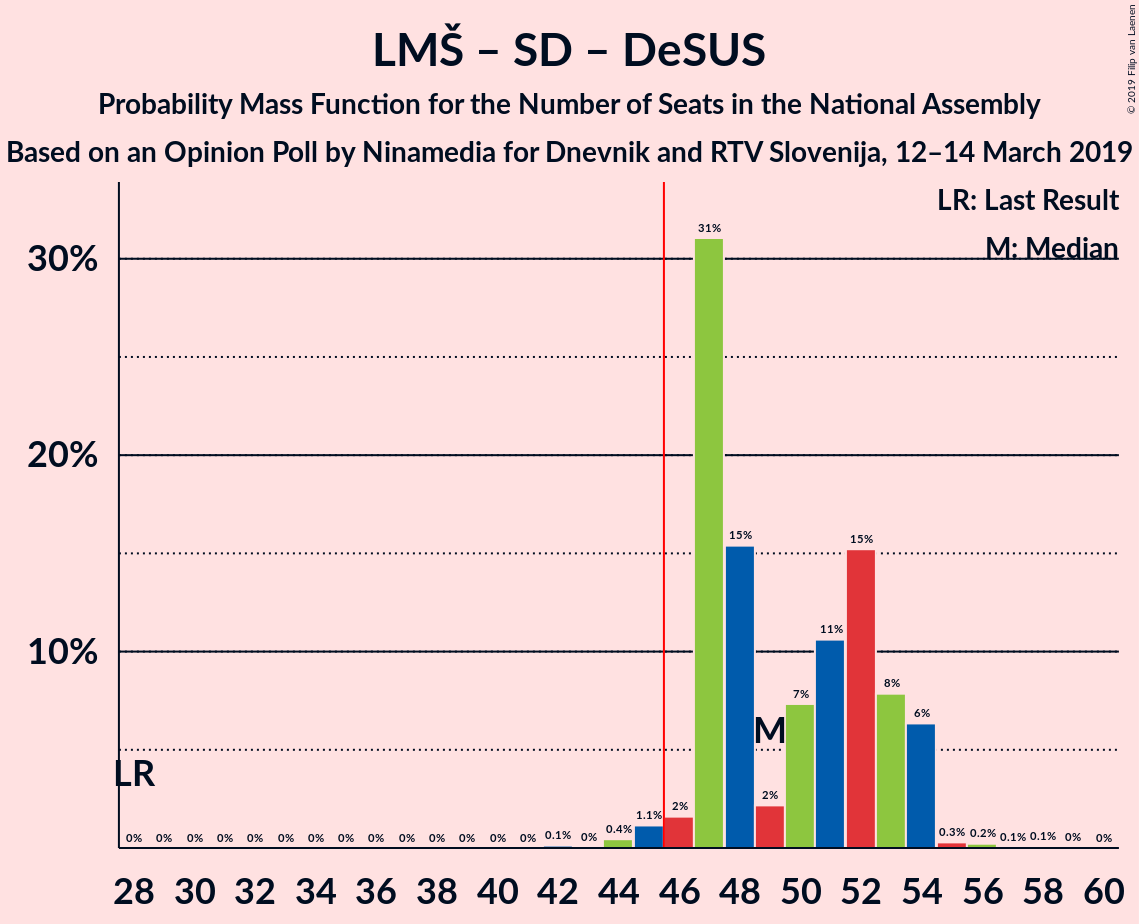 LMŠ – SD – DeSUS
Probability Mass Function for the Number of Seats in the National Assembly
Based on an Opinion Poll by Ninamedia for Dnevnik and RTV Slovenija, 12–14 March 2019
© 2019 Filip van Laenen
LR: Last Result
M: Median
30%
20%
10%
LR
M
0% 0% 0% 0% 0% 0% 0% 0% 0% 0% 0% 0% 0% 0% 0.1% 0% 0.4% 1.1% 2% 31% 15% 2% 7% 11% 15% 8% 6% 0.3% 0.2% 0.1% 0.1% 0% 0%
28 30 32 34 36 38 40 42 44 46 48 50 52 54 56 58 60